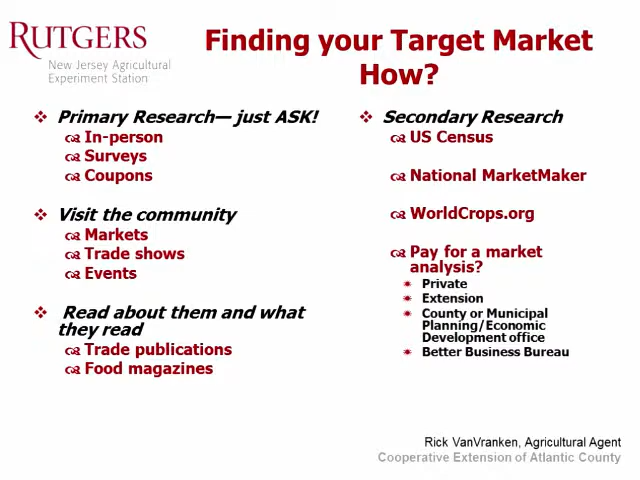 RUTGERS
New Jersey Agricultural
Experiment Station
Finding your Target Market
How?
Primary Research— just ASK!
In-person
Surveys
Coupons
Visit the community
Markets
Trade shows
Events
Read about them and what
they read
Trade publications
Food magazines
Secondary Research
US Census
National MarketMaker
WorldCrops.org
Pay for a market
analysis?
Private
Extension
County or Municipal
Planning/Economic
Development office
Better Business Bureau
Rick VanVranken, Agricultural Agent
Cooperative Extension of Atlantic County